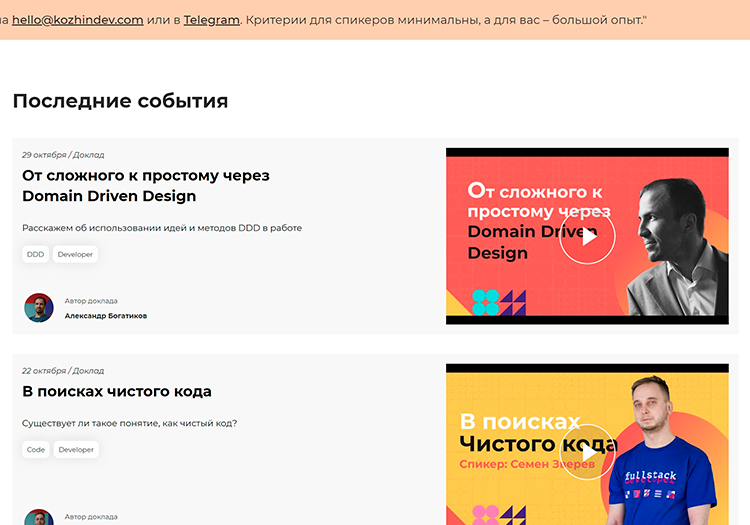 на hello@kozhindev.com или в Telegram. Критерии для спикеров минимальны, а для вас – большой опыт."
Последние события
29 октября / Доклад
От сложного к простому через
Domain Driven Design
Расскажем об использовании идей и методов DDD в работе
DDD Developer
Автор доклада
Александр Богатиков
От сложного к
простому через
Domain Driven
Design
22 октября / Доклад
В поисках чистого кода
Существует ли такое понятие, как чистый код?
Code Developer
Автор доклада
В поисках
Чистого кода
Спикер: Семен Зверев
fullstack
developer